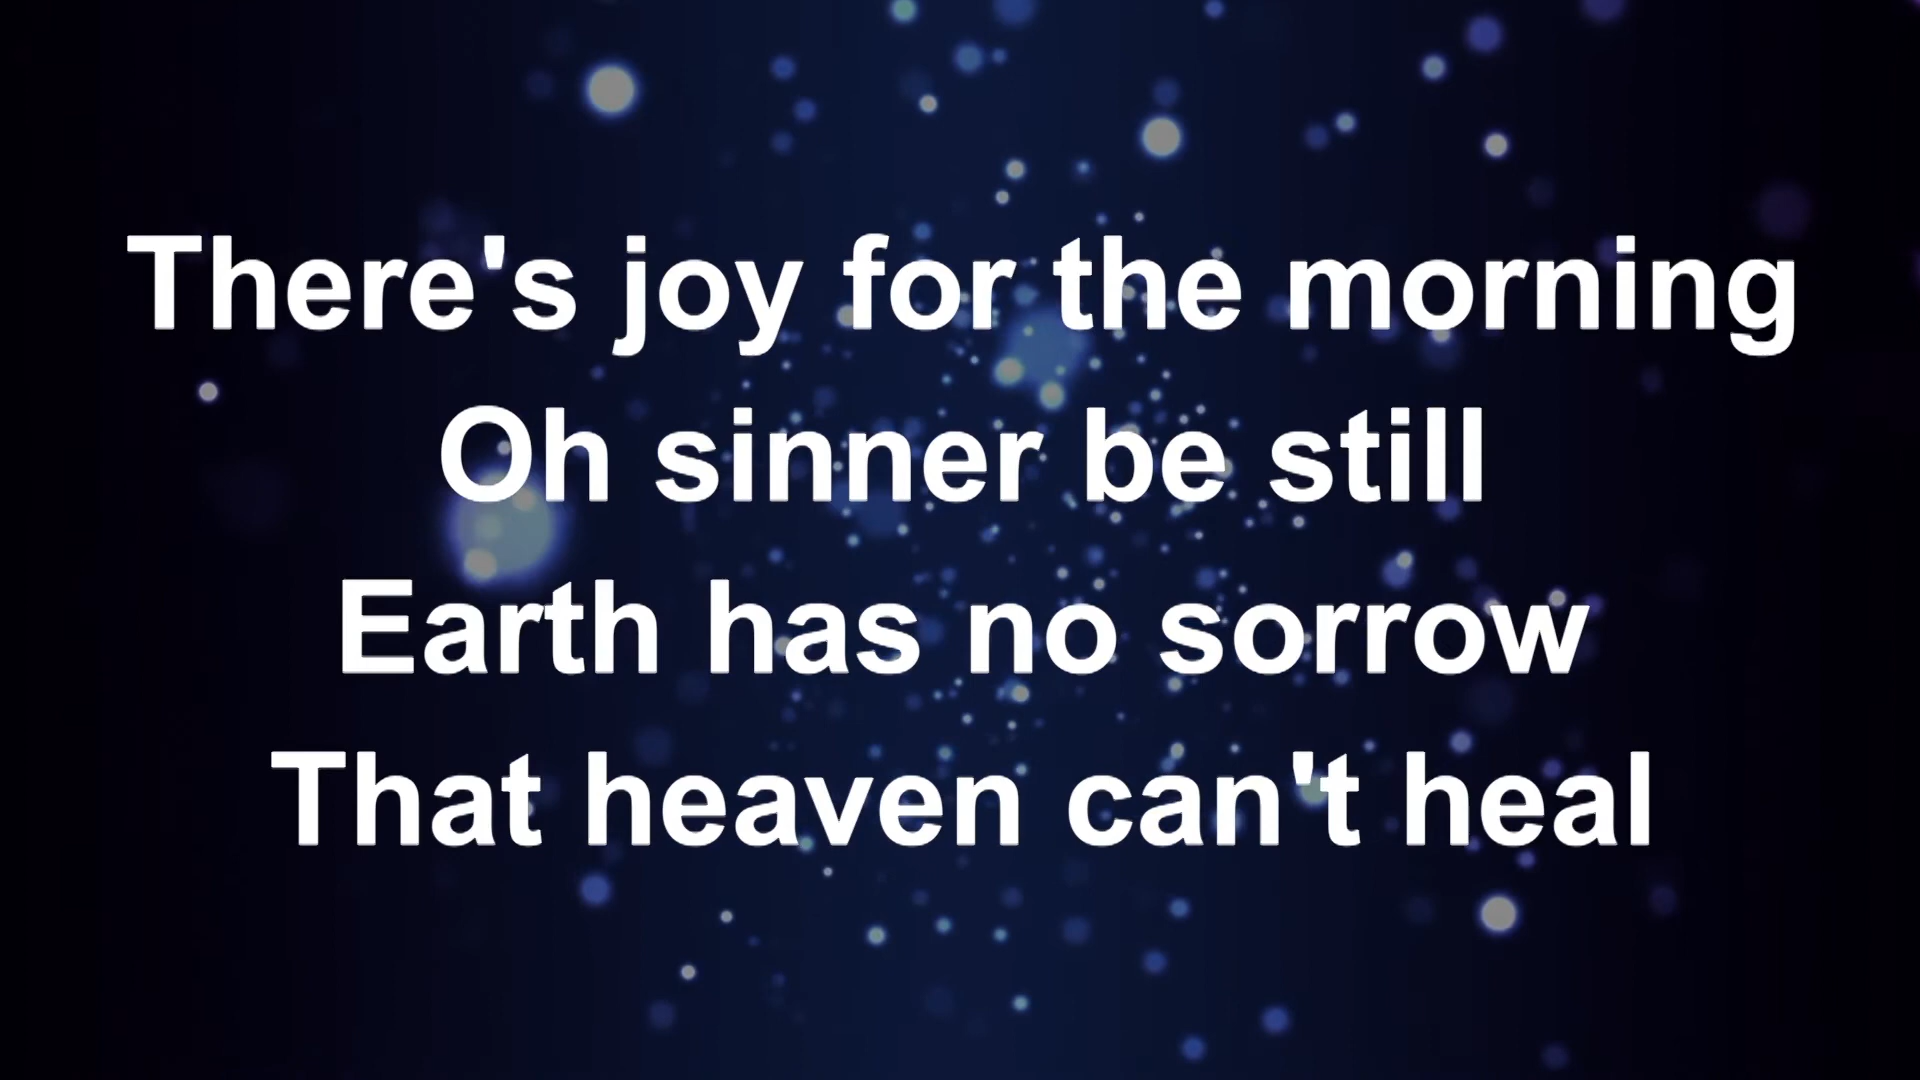 There's joy for the morning
Oh sinner be still
Earth has no sorrow
That heaven can't heal